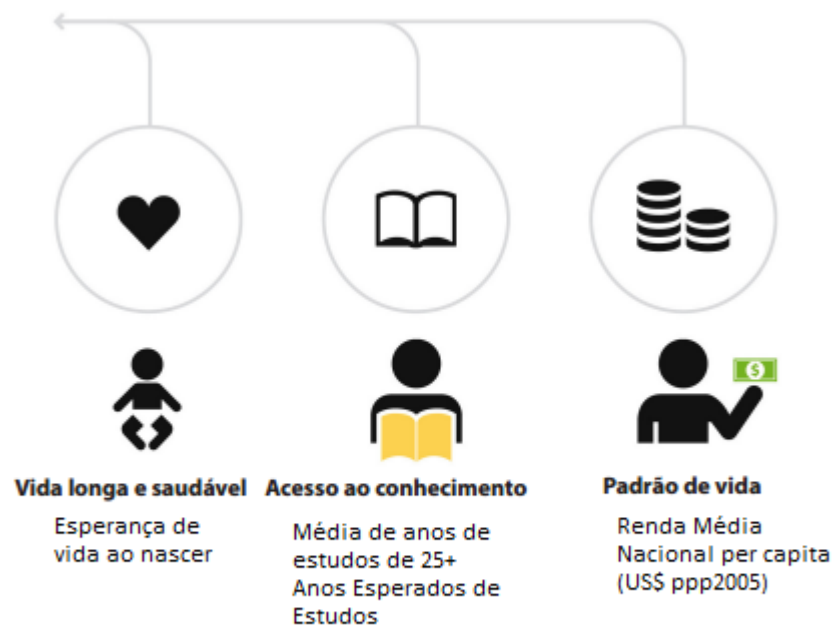 $
Vida longa e saudável
Esperança de
vida ao nascer
Acesso ao conhecimento
Média de anos de
estudos de 25+
Anos Esperados de
Estudos
Padrão de vida
Renda Média
Nacional per capita
(US$ ppp2005)